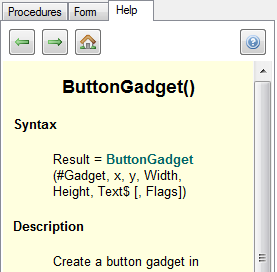 Procedures Form Help
?
ButtonGadget()
Syntax
Result = ButtonGadget
(#Gadget, x, y, Width,
Height, Text$ [, Flags])
Description
Create a button gadget in